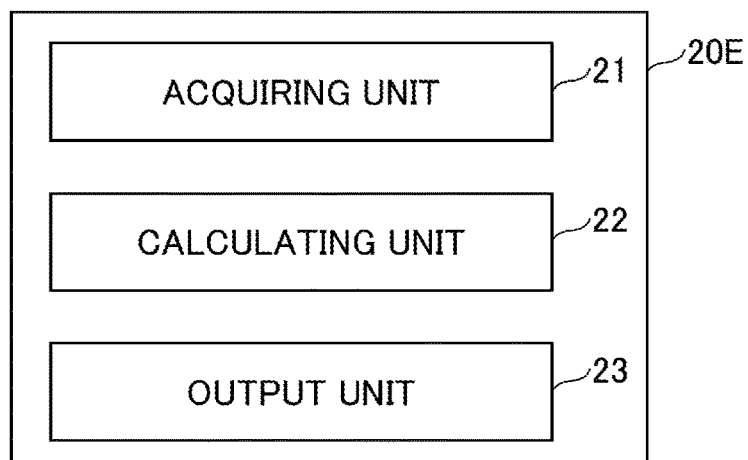 20E
ACQUIRING UNIT
21
CALCULATING UNIT
22
OUTPUT UNIT
23